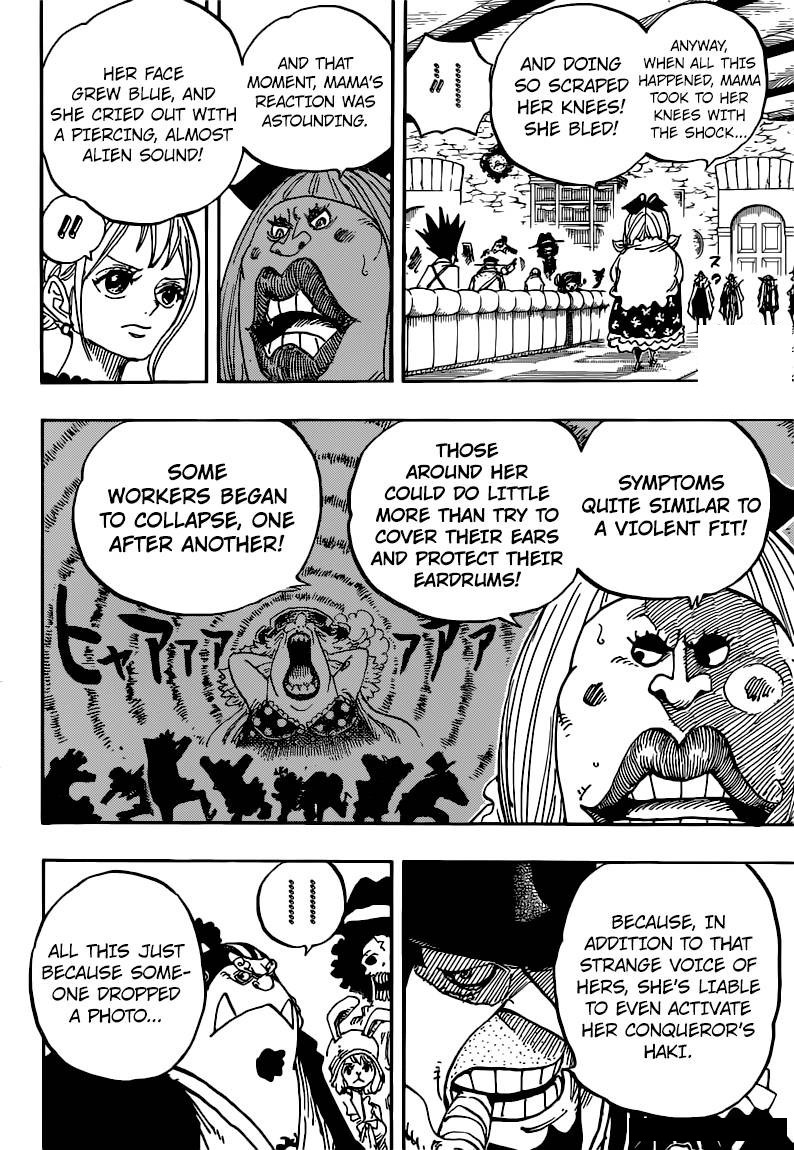 ANYWAY,
WHEN ALL THIS
HAPPENED, MAMA
TOOK TO HER
KNEES WITH
THE SHOCK...
AND DOING
SO SCRAPED
HER KNEES!
SHE BLED!
.........!!
スッ
AND THAT
MOMENT, MAMA'S
REACTION WAS
ASTOUNDING.
HER FACE
GREW BLUE, AND
SHE CRIED OUT WITH
A PIERCING, ALMOST
ALIEN SOUND!
!!
SYMPTOMS
QUITE SIMILAR TO
A VIOLENT FIT!
THOSE
AROUND HER
COULD DO LITTLE
MORE THAN TRY TO
COVER THEIR EARS
AND PROTECT THEIR
EARDRUMS!
SOME
WORKERS BEGAN
TO COLLAPSE, ONE
AFTER ANOTHER!
ヒャアアア
アアア
BECAUSE, IN
ADDITION TO THAT
STRANGE VOICE OF
HERS, SHE'S LIABLE
TO EVEN ACTIVATE
HER CONQUEROR'S
HAKI.
ALL THIS JUST
BECAUSE SOME-
ONE DROPPED
A PHOTO...